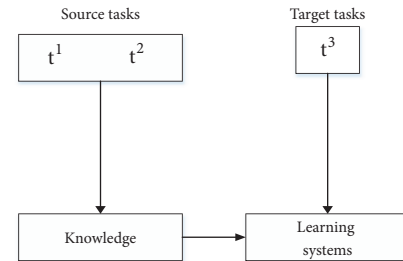 Source tasks
Target tasks
t¹ t²
t³
Knowledge
Learning
systems